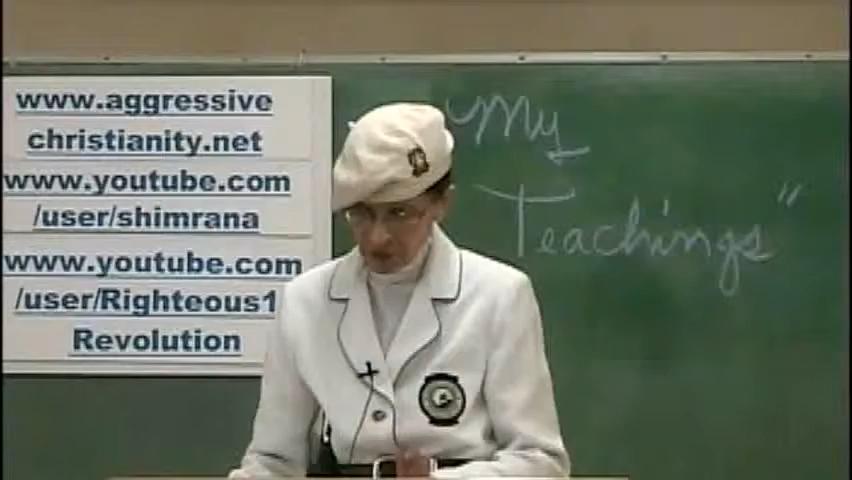 www.aggressive
christianity.net
www.youtube.com
/user/shimrana
www.youtube.com
/user/Righteous1
Revolution
My
Teachings"